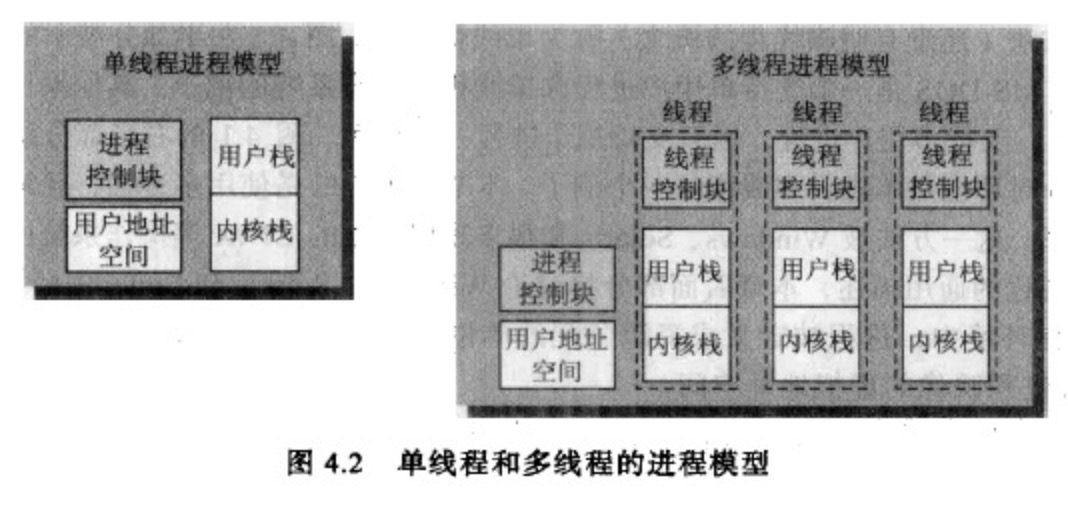 单线程进程模型
进程
控制块
用户地址
空间
用户栈
内核栈
多线程进程模型
进程
控制块
用户地址
空间
线程
线程
控制块
用户栈
内核栈
线程
线程
控制块
用户栈
内核栈
线程
线程
控制块
用户栈
内核栈
图 4.2 单线程和多线程的进程模型